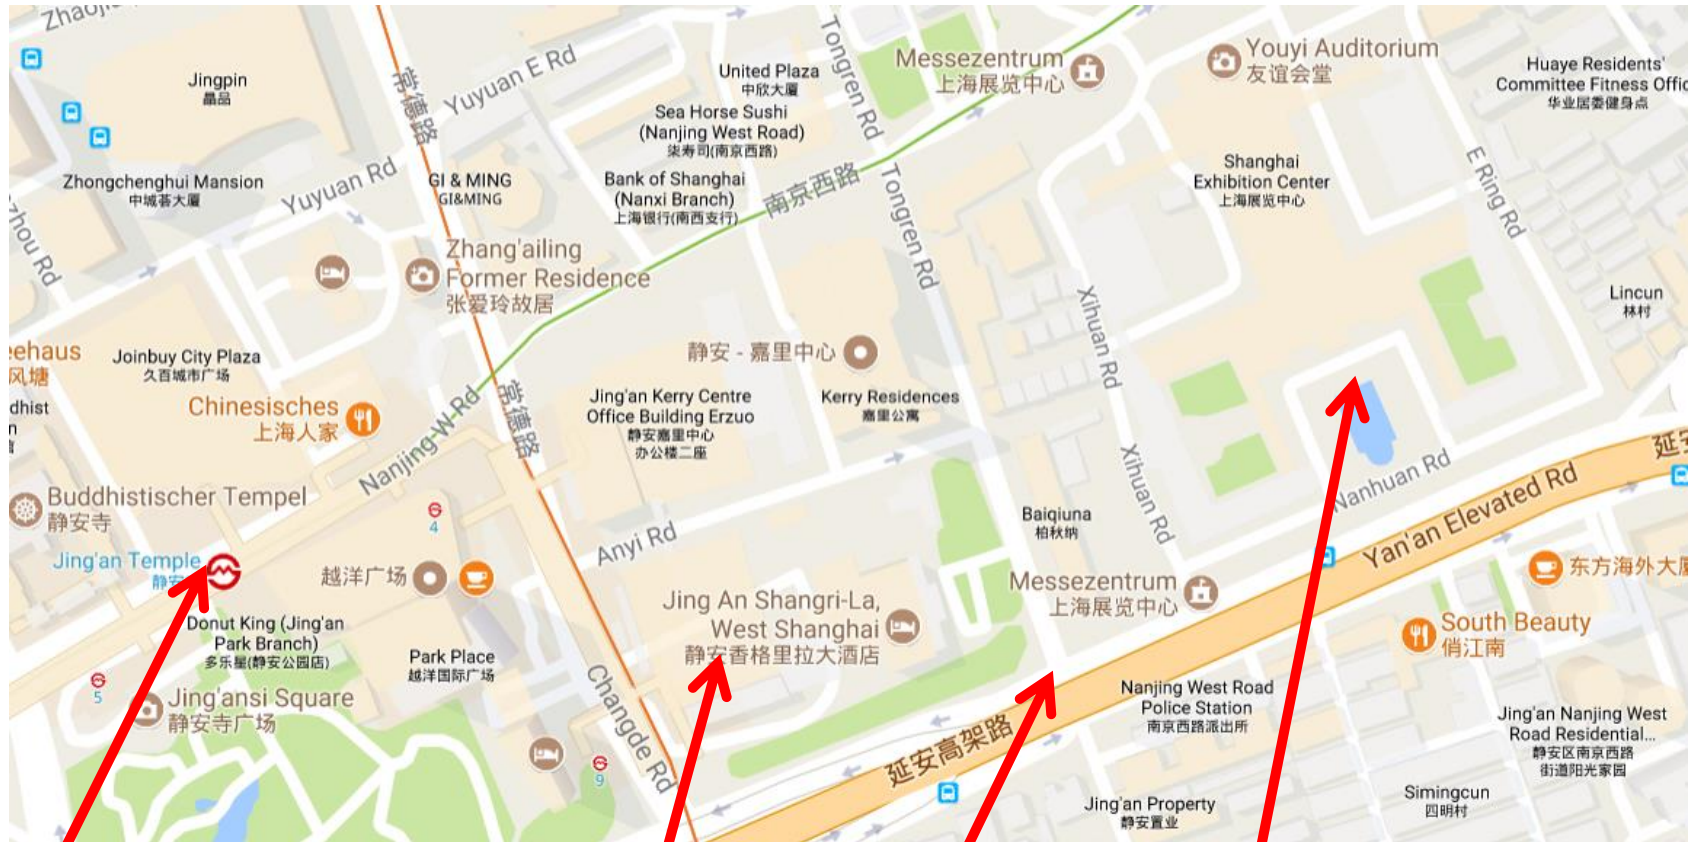 Zhaojia
Jingpin
晶品
常德路
Yuyuan E Rd
United Plaza
中欣大厦
Tongren Rd
Messezentrum
上海展览中心
Youyi Auditorium
友谊会堂
Huaye Residents'
Committee Fitness Offic
华业居委健身点
Sea Horse Sushi
(Nanjing West Road)
柒寿司(南京西路)
Zhongchenghui Mansion
中城荟大厦
Yuyuan Rd
GI & MING
GI&MING
Bank of Shanghai
(Nanxi Branch)
上海银行(南西支行)
南京西路
Tongren Rd
Shanghai
Exhibition Center
上海展览中心
E Ring Rd
zhou Rd
Zhang'ailing
Former Residence
张爱玲故居
Lincun
林村
Xihuan Rd
eehaus
风塘
Joinbuy City Plaza
久百城市广场
静安 - 嘉里中心
dhist
n
Chinesisches
上海人家
Nanjing W Rd
常德路
Jing'an Kerry Centre
Office Building Erzuo
静安嘉里中心
办公楼二座
Kerry Residences
嘉里公寓
Xihuan Rd
Nanhuan Rd
延安
Buddhistischer Tempel
静安寺
4
Anyi Rd
Baiqiuna
柏秋纳
Yan'an Elevated Rd
Jing'an Temple
静安
越洋广场
Messezentrum
上海展览中心
东方海外大厦
Donut King (Jing'an
Park Branch)
多乐星(静安公园店)
Jing An Shangri-La,
West Shanghai
静安香格里拉大酒店
South Beauty
俏江南
Park Place
越洋国际广场
5
Jing'ansi Square
静安寺广场
Changde Rd
9
延安高架路
Nanjing West Road
Police Station
南京西路派出所
Jing'an Nanjing West
Road Residential...
静安区南京西路
街道阳光家园
Jing'an Property
静安置业
Simingcun
四明村